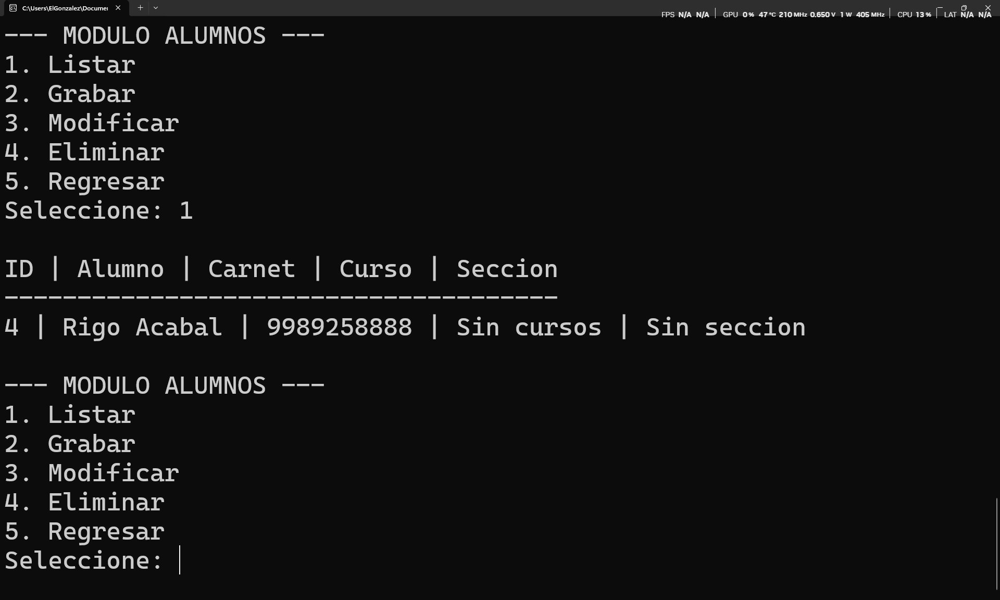 C:\Users\ElGonzalez\Documer
FPS N/A N/A | GPU 0% 47°C 210 MHz 0.650 V 1 W 405 MHz | CPU 13% | LAT N/A N/A
--- MODULO ALUMNOS ---
1. Listar
2. Grabar
3. Modificar
4. Eliminar
5. Regresar
Seleccione: 1
ID | Alumno | Carnet | Curso | Seccion
--------------------------------------
4 | Rigo Acabal | 9989258888 | Sin cursos | Sin seccion
--- MODULO ALUMNOS ---
1. Listar
2. Grabar
3. Modificar
4. Eliminar
5. Regresar
Seleccione: